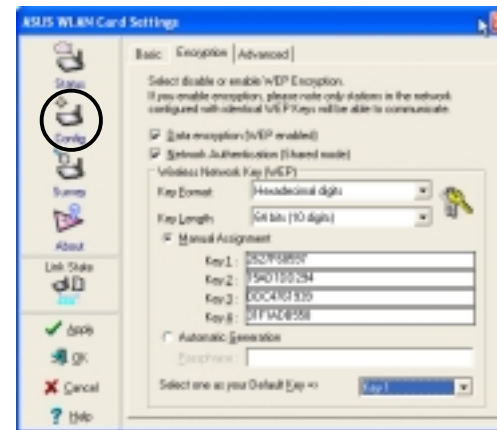 ASUS WLAN Card Settings
Status
Config
Survey
About
Link State
Apply
OK
Cancel
Help
Basic Encryption Advanced
Select disable or enable WEP Encryption.
If you enable encryption, please note only stations in the network
configured with identical WEP Keys will be able to communicate.
Data encryption (WEP enabled)
Network Authentication (Shared mode)
Wireless Network Key (WEP)
Key Format: Hexadecimal digits
Key Length: 64 bits (10 digits)
Manual Assignment
Key 1 :
Key 2 :
Key 3 :
Key 4 :
Automatic Generation
Passphrase :
Select one as your Default Key => Key 1